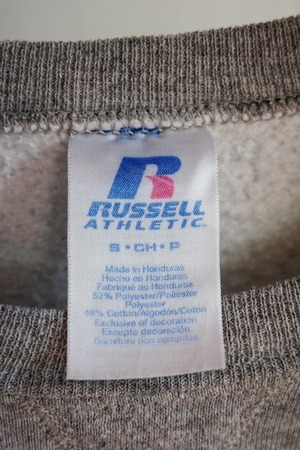 R
RUSSELL
ATHLETIC
S • CH • P
Made in Honduras
Hecho en Honduras
Fabriqué au Honduras
52% Polyester/Poliéster
Polyester
48% Cotton/Algodón/Coton
Exclusive of decoration
Excepto decoración
Garniture non comprise